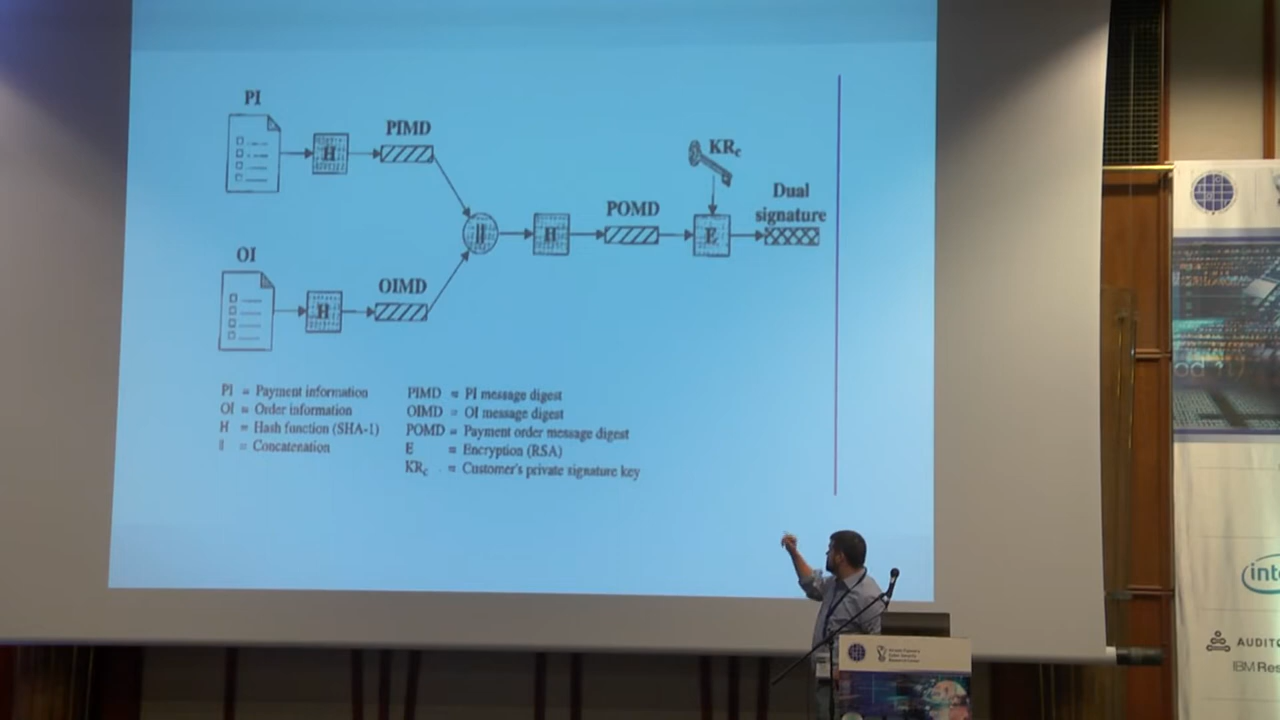 PI
PIMD
H
KRc
Dual
signature
POMD
||
H
E
OI
OIMD
H
PI = Payment information
OI = Order information
H = Hash function (SHA-1)
|| = Concatenation
PIMD = PI message digest
OIMD = OI message digest
POMD = Payment order message digest
E = Encryption (RSA)
KRc = Customer's private signature key